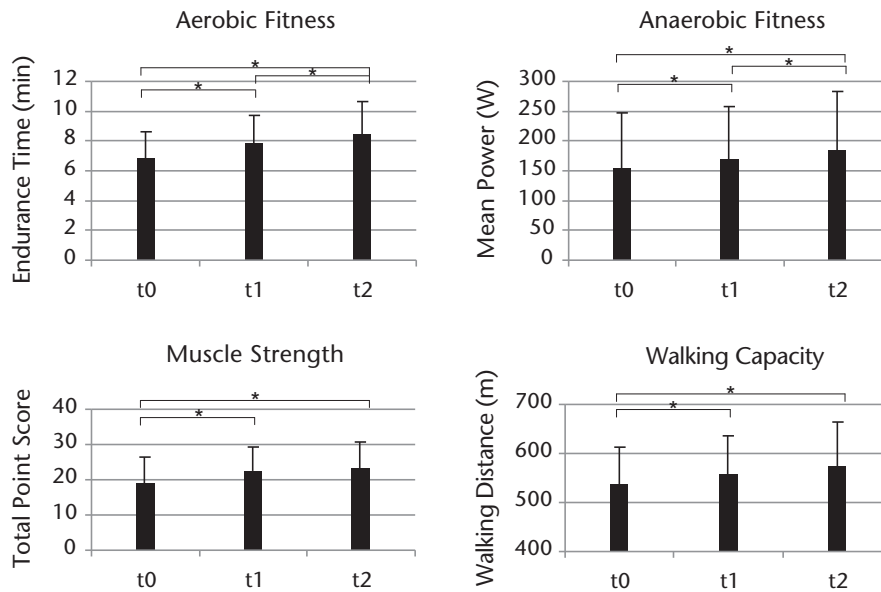 Aerobic Fitness
Endurance Time (min)
12
10
8
6
4
2
0
*
*
*
t0 t1 t2
Anaerobic Fitness
Mean Power (W)
300
250
200
150
100
50
0
*
*
*
t0 t1 t2
Muscle Strength
Total Point Score
40
30
20
10
0
*
*
t0 t1 t2
Walking Capacity
Walking Distance (m)
700
600
500
400
*
*
t0 t1 t2